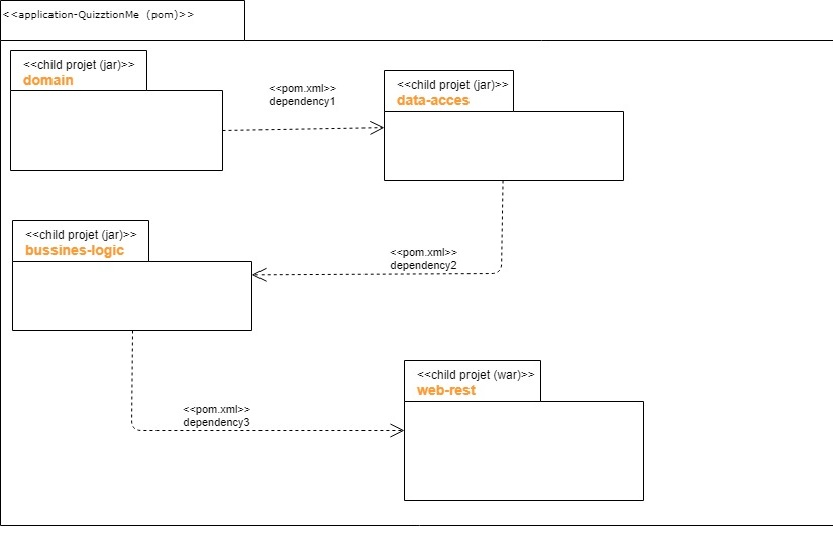 <<application-QuizztionMe (pom)>>
<<child projet (jar)>>
domain
<<pom.xml>>
dependency1
<<child projet (jar)>>
data-acces
<<child projet (jar)>>
bussines-logic
<<pom.xml>>
dependency2
<<child projet (war)>>
web-rest
<<pom.xml>>
dependency3